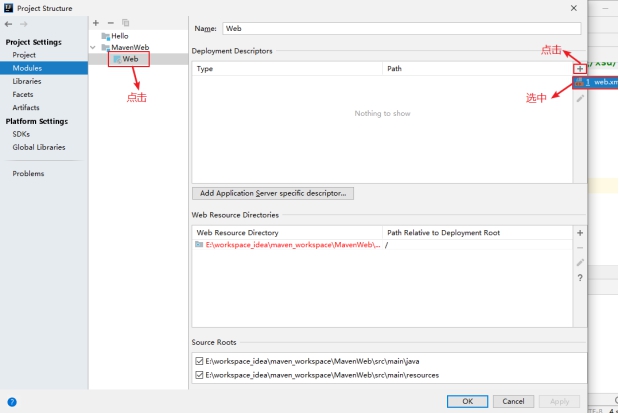 Project Structure
Project Settings
Project
Modules
Libraries
Facets
Artifacts
Platform Settings
SDKs
Global Libraries
Problems
Hello
MavenWeb
Web
点击
Name: Web
Deployment Descriptors
点击
Type Path
1 web.xm
选中
Nothing to show
Add Application Server specific descriptor...
Web Resource Directories
Web Resource Directory Path Relative to Deployment Root
E:\workspace_idea\maven_workspace\MavenWeb\... /
Source Roots
E:\workspace_idea\maven_workspace\MavenWeb\src\main\java
E:\workspace_idea\maven_workspace\MavenWeb\src\main\resources
OK Cancel Apply